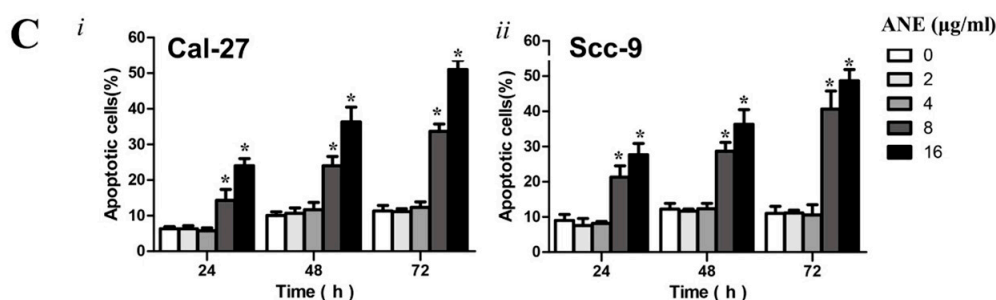 C
i
Cal-27
Apoptotic cells(%)
60
50
40
30
20
10
0
* * * * * *
24 48 72
Time ( h )
ii
Scc-9
Apoptotic cells(%)
60
50
40
30
20
10
0
* * * * * *
24 48 72
Time ( h )
ANE (μg/ml)
0
2
4
8
16